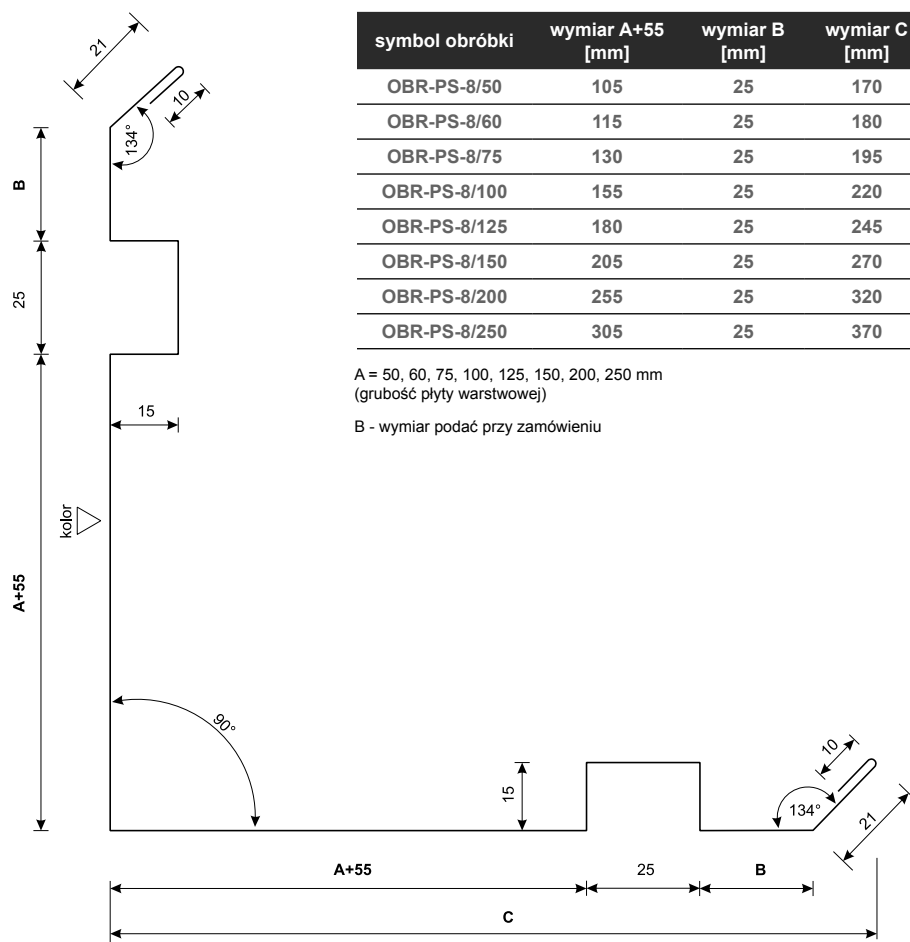 symbol obróbki wymiar A+55 [mm] wymiar B [mm] wymiar C [mm]
OBR-PS-8/50 105 25 170
OBR-PS-8/60 115 25 180
OBR-PS-8/75 130 25 195
OBR-PS-8/100 155 25 220
OBR-PS-8/125 180 25 245
OBR-PS-8/150 205 25 270
OBR-PS-8/200 255 25 320
OBR-PS-8/250 305 25 370
A = 50, 60, 75, 100, 125, 150, 200, 250 mm
(grubość płyty warstwowej)
B - wymiar podać przy zamówieniu
21
10
134°
B
25
15
kolor
A+55
90°
15
10
134°
21
A+55
25
B
C